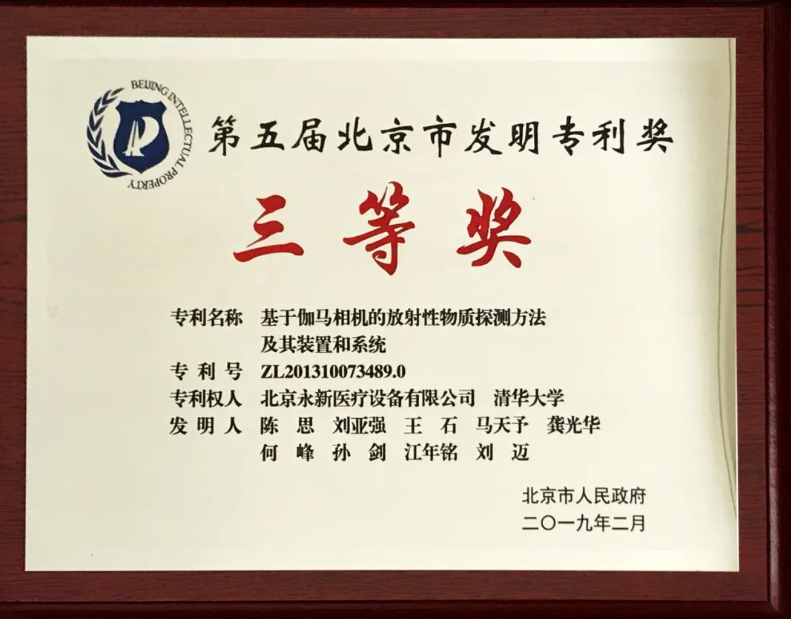 BEIJING INTELLECTUAL PROPERTY
第五届北京市发明专利奖
三等奖
专利名称 基于伽马相机的放射性物质探测方法
及其装置和系统
专利号 ZL201310073489.0
专利权人 北京永新医疗设备有限公司 清华大学
发明人 陈思 刘亚强 王石 马天予 龚光华
何峰 孙剑 江年铭 刘迈
北京市人民政府
二〇一九年二月